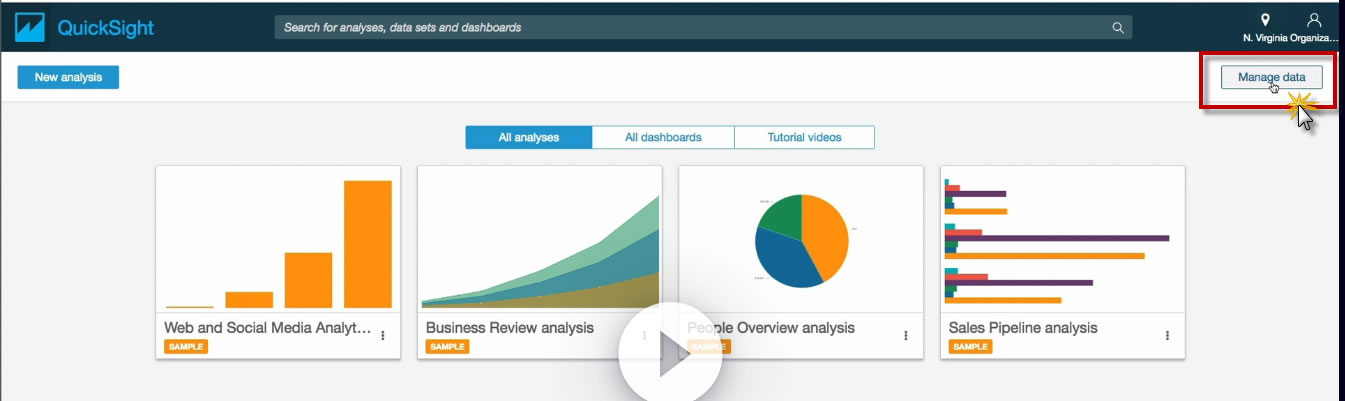 QuickSight
Search for analyses, data sets and dashboards
N. Virginia Organiza...
New analysis
Manage data
All analyses
All dashboards
Tutorial videos
Web and Social Media Analyt...
SAMPLE
Business Review analysis
SAMPLE
People Overview analysis
SAMPLE
Sales Pipeline analysis
SAMPLE